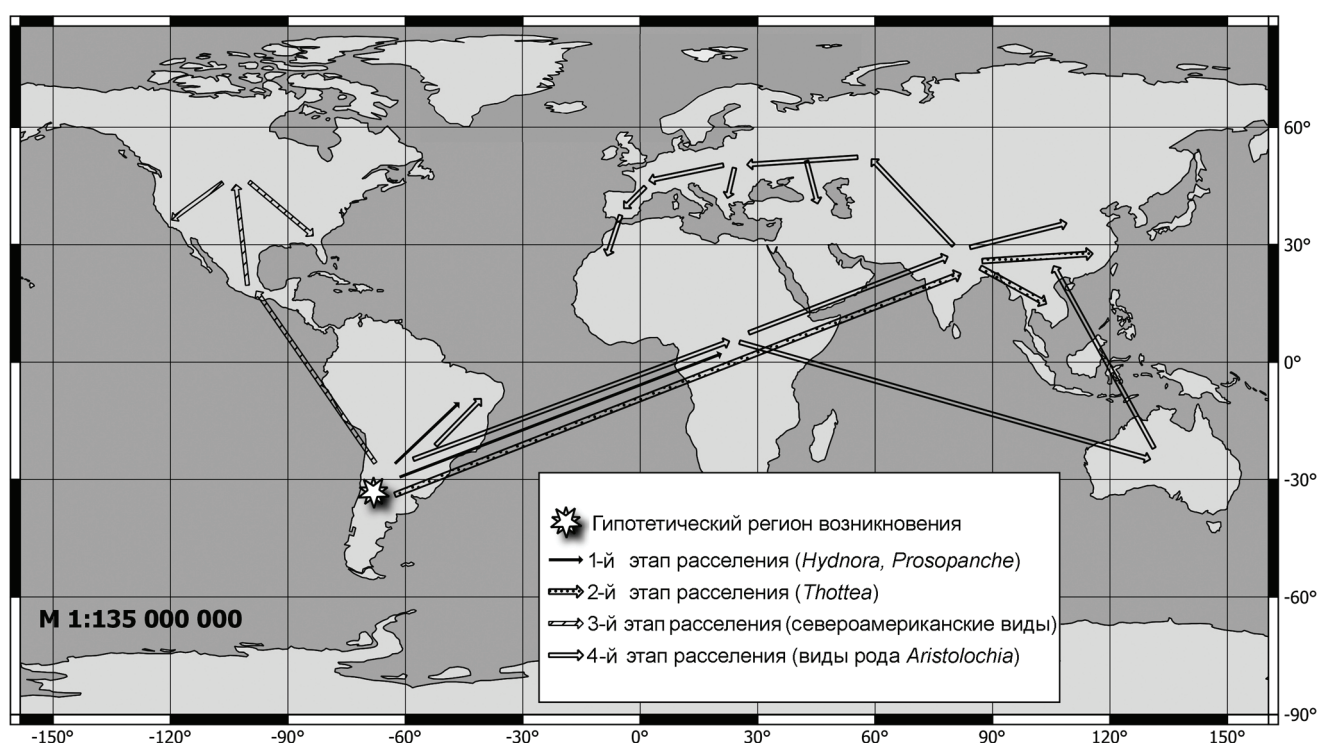 60°
30°
0°
-30°
-60°
-90°
Гипотетический регион возникновения
1-й этап расселения (Hydnora, Prosopanche)
2-й этап расселения (Thottea)
3-й этап расселения (североамериканские виды)
4-й этап расселения (виды рода Aristolochia)
М 1:135 000 000
-150° -120° -90° -60° -30° 0° 30° 60° 90° 120° 150°